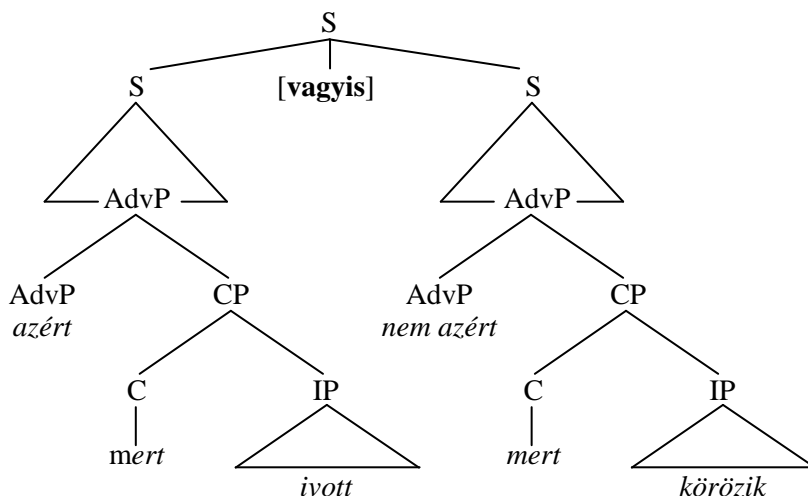 S
S [vagyis] S
AdvP AdvP
AdvP CP AdvP CP
azért nem azért
C IP C IP
mert mert
ivott körözik